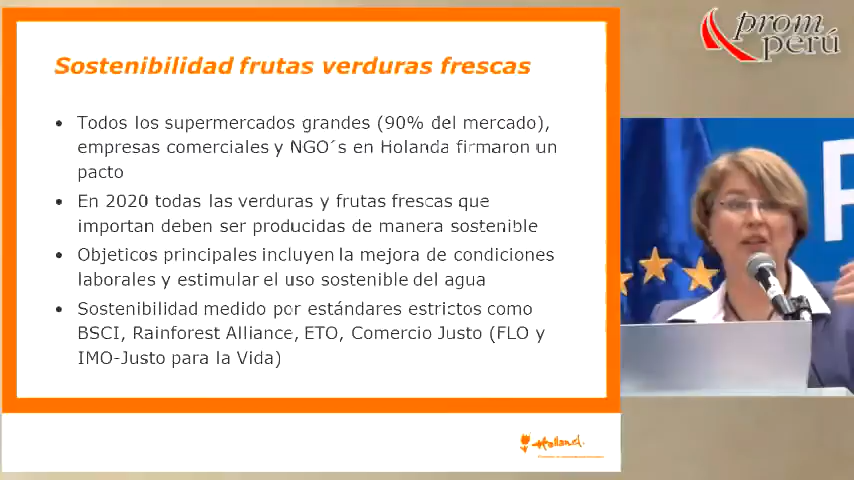 Sostenibilidad frutas verduras frescas
• Todos los supermercados grandes (90% del mercado),
empresas comerciales y NGO´s en Holanda firmaron un
pacto
• En 2020 todas las verduras y frutas frescas que
importan deben ser producidas de manera sostenible
• Objeticos principales incluyen la mejora de condiciones
laborales y estimular el uso sostenible del agua
• Sostenibilidad medido por estándares estrictos como
BSCI, Rainforest Alliance, ETO, Comercio Justo (FLO y
IMO-Justo para la Vida)
Holland.
prom
perú
P